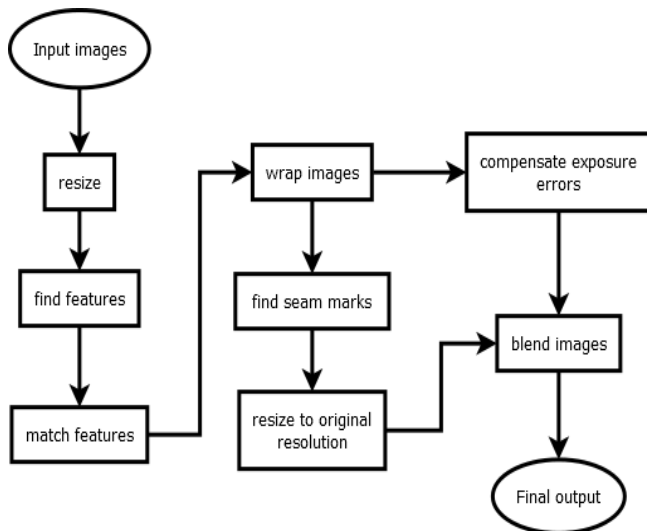 Input images
resize
find features
match features
wrap images
find seam marks
resize to original
resolution
compensate exposure
errors
blend images
Final output